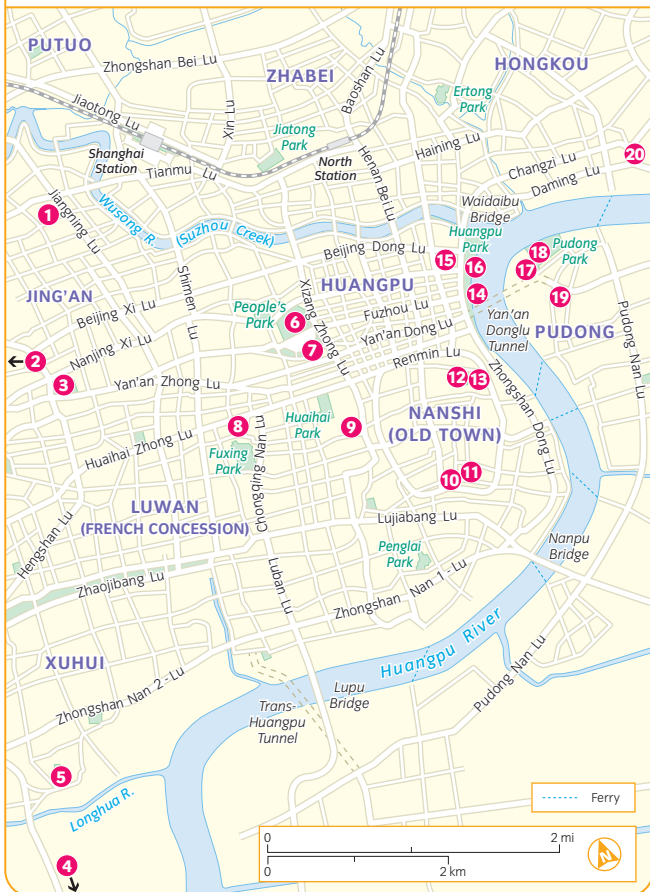 PUTUO
Zhongshan Bei Lu
ZHABEI
Baoshan Lu
HONGKOU
Ertong
Park
Jiaotong Lu
Xin Lu
Jiatong
Park
Shanghai
Station
Tianmu Lu
North
Station
Henan Bei Lu
Haining Lu
Changzi Lu
Daming Lu
20
1
Jiangning Lu
Wusong R.
(Suzhou Creek)
Waidaibu
Bridge
Huangpu
Park
Beijing Dong Lu
15
16
18
17
Pudong
Park
JING'AN
Shimen Lu
HUANGPU
14
19
Beijing Xi Lu
People's
Park
6
Xizang Zhong Lu
Fuzhou Lu
Yan'an Dong Lu
Yan'an
Donglu
Tunnel
PUDONG
Pudong Nan Lu
2
Nanjing Xi Lu
7
Renmin Lu
3
Yan'an Zhong Lu
12
13
Zhongshan Dong Lu
8
Huaihai
Park
9
NANSHI
(OLD TOWN)
Huaihai Zhong Lu
Fuxing
Park
Chongqing Nan Lu
10
11
LUWAN
(FRENCH CONCESSION)
Lujiabang Lu
Hengshan Lu
Penglai
Park
Nanpu
Bridge
Zhaojibang Lu
Luban Lu
Zhongshan Nan 1-Lu
XUHUI
Huangpu River
Pudong Nan Lu
Zhongshan Nan 2-Lu
Lupu
Bridge
Trans-
Huangpu
Tunnel
5
Longhua R.
Ferry
4
0
2 mi
0
2 km
N